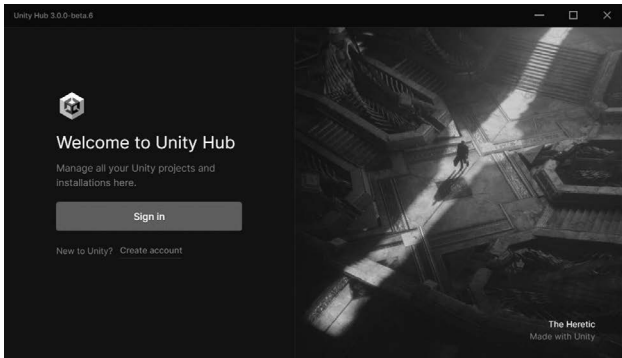 Unity Hub 3.0.0-beta.6
Welcome to Unity Hub
Manage all your Unity projects and
installations here.
Sign in
New to Unity? Create account
The Heretic
Made with Unity